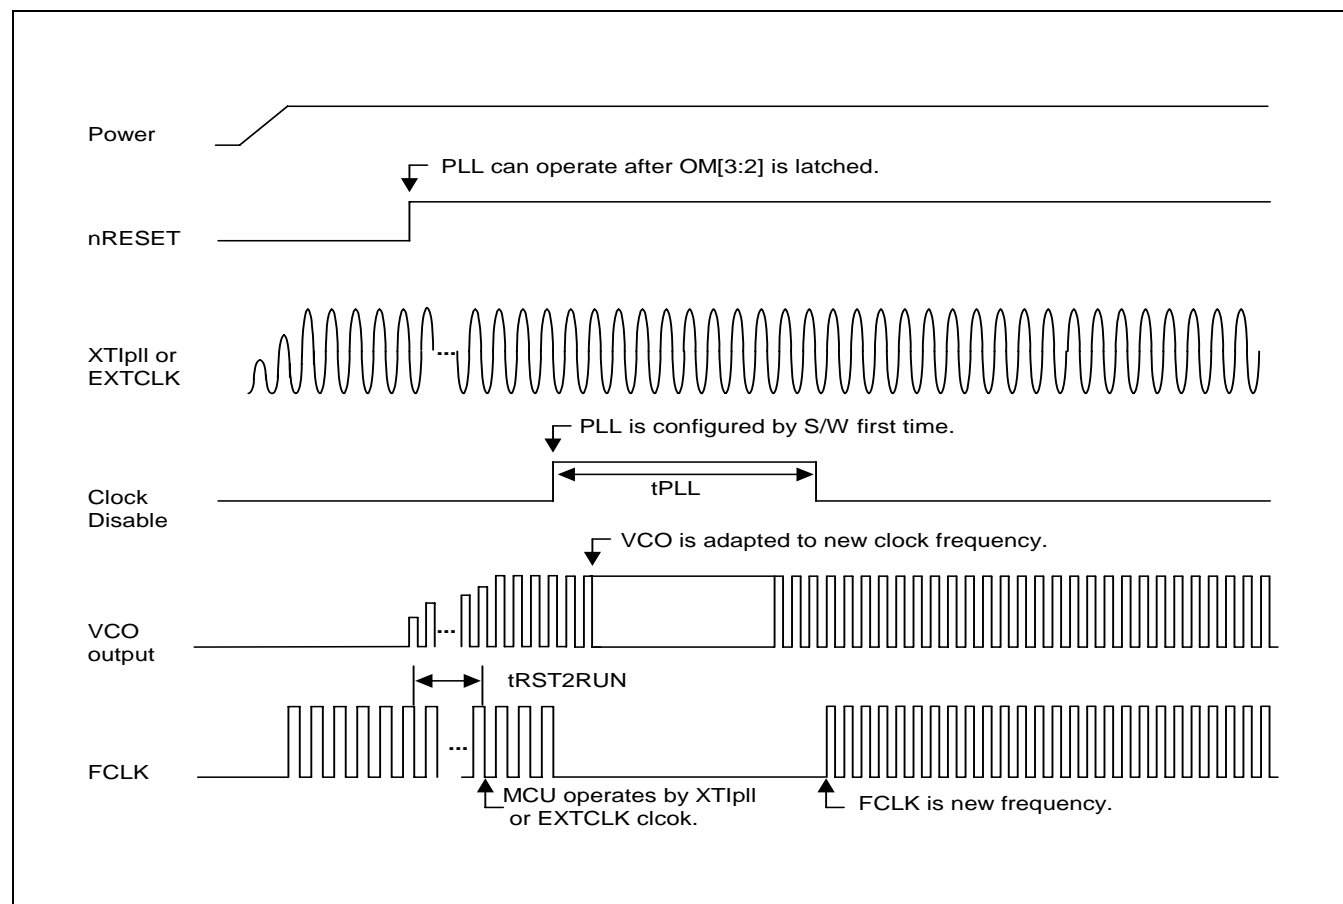 Power
PLL can operate after OM[3:2] is latched.
nRESET
XTIpll or
EXTCLK
...
PLL is configured by S/W first time.
tPLL
Clock
Disable
VCO is adapted to new clock frequency.
VCO
output
...
tRST2RUN
...
FCLK
MCU operates by XTIpll
or EXTCLK clcok.
FCLK is new frequency.